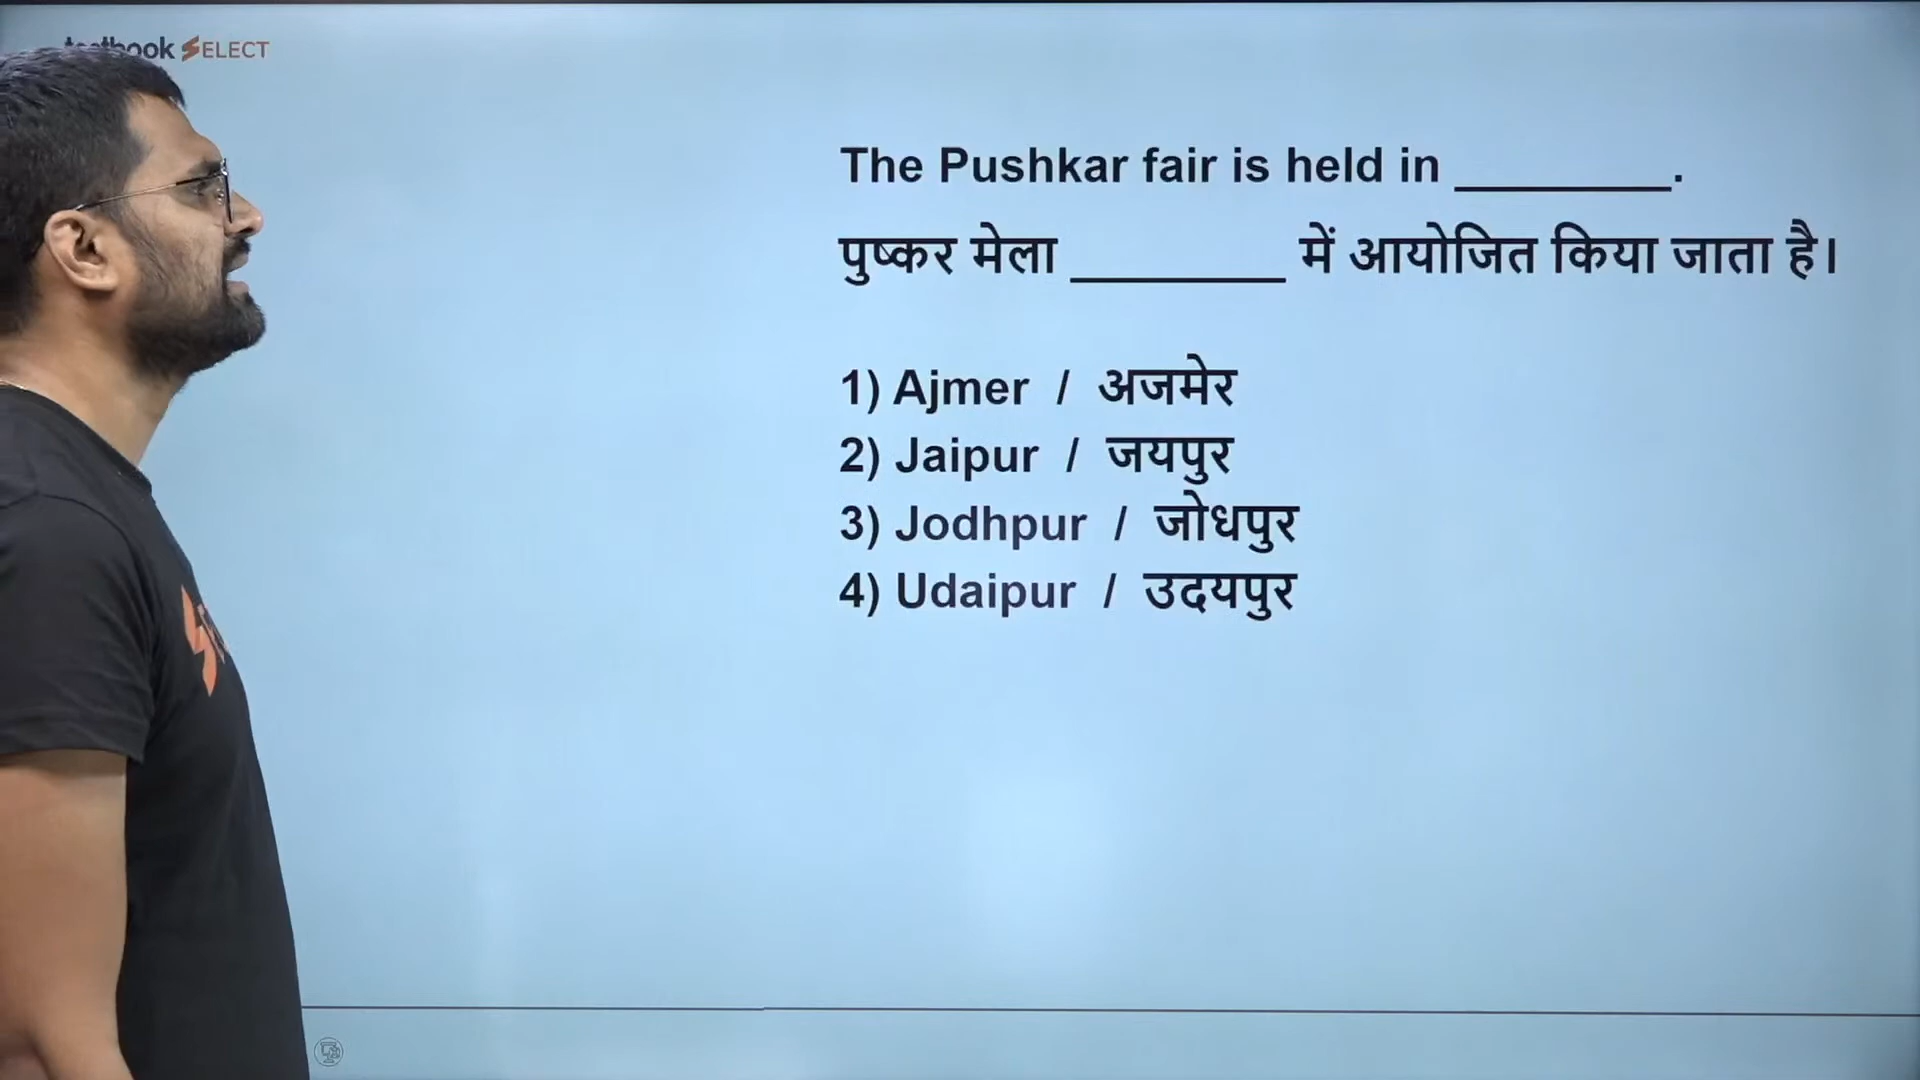 SELECT
The Pushkar fair is held in ________.
पुष्कर मेला ________ में आयोजित किया जाता है।
1) Ajmer / अजमेर
2) Jaipur / जयपुर
3) Jodhpur / जोधपुर
4) Udaipur / उदयपुर